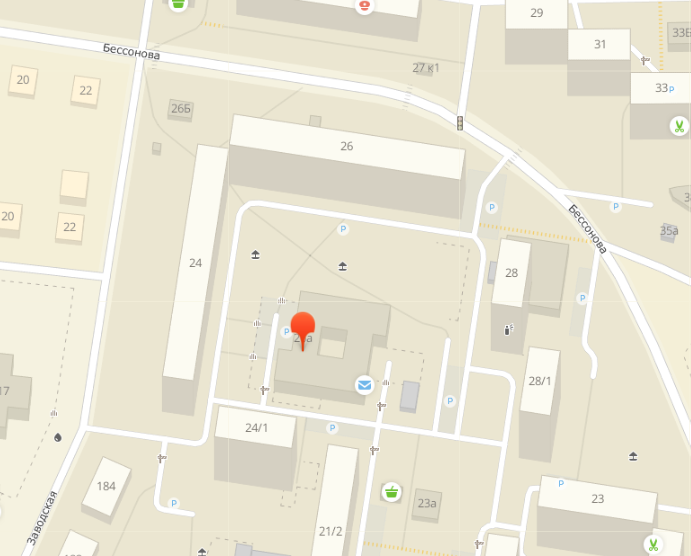 29
31
33Б
27 к1
33
Р
Бессонова
20
22
26Б
26
20
22
Р
Р
Р
Бессонова
35а
24
28
Р
Р
28/1
17
Р
24/1
Р
184
Р
21/2
23а
Р
23
Заводская